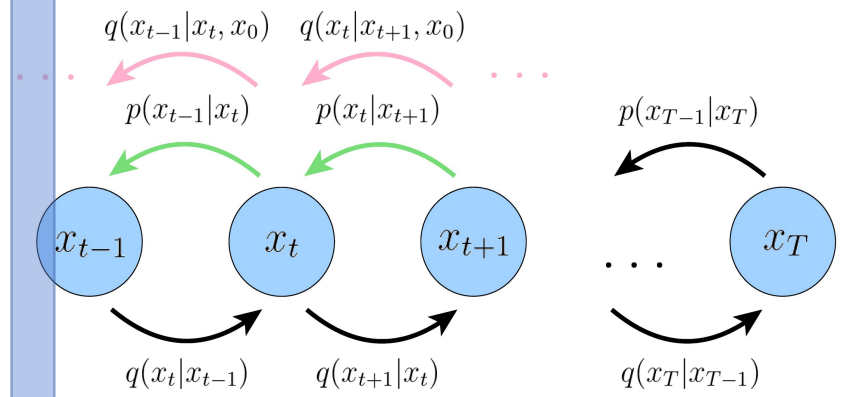 q(x_{t-1}|x_t, x_0) q(x_t|x_{t+1}, x_0)
. . . . . .
p(x_{t-1}|x_t) p(x_t|x_{t+1}) p(x_{T-1}|x_T)
x_{t-1} x_t x_{t+1} x_T
. . .
q(x_t|x_{t-1}) q(x_{t+1}|x_t) q(x_T|x_{T-1})